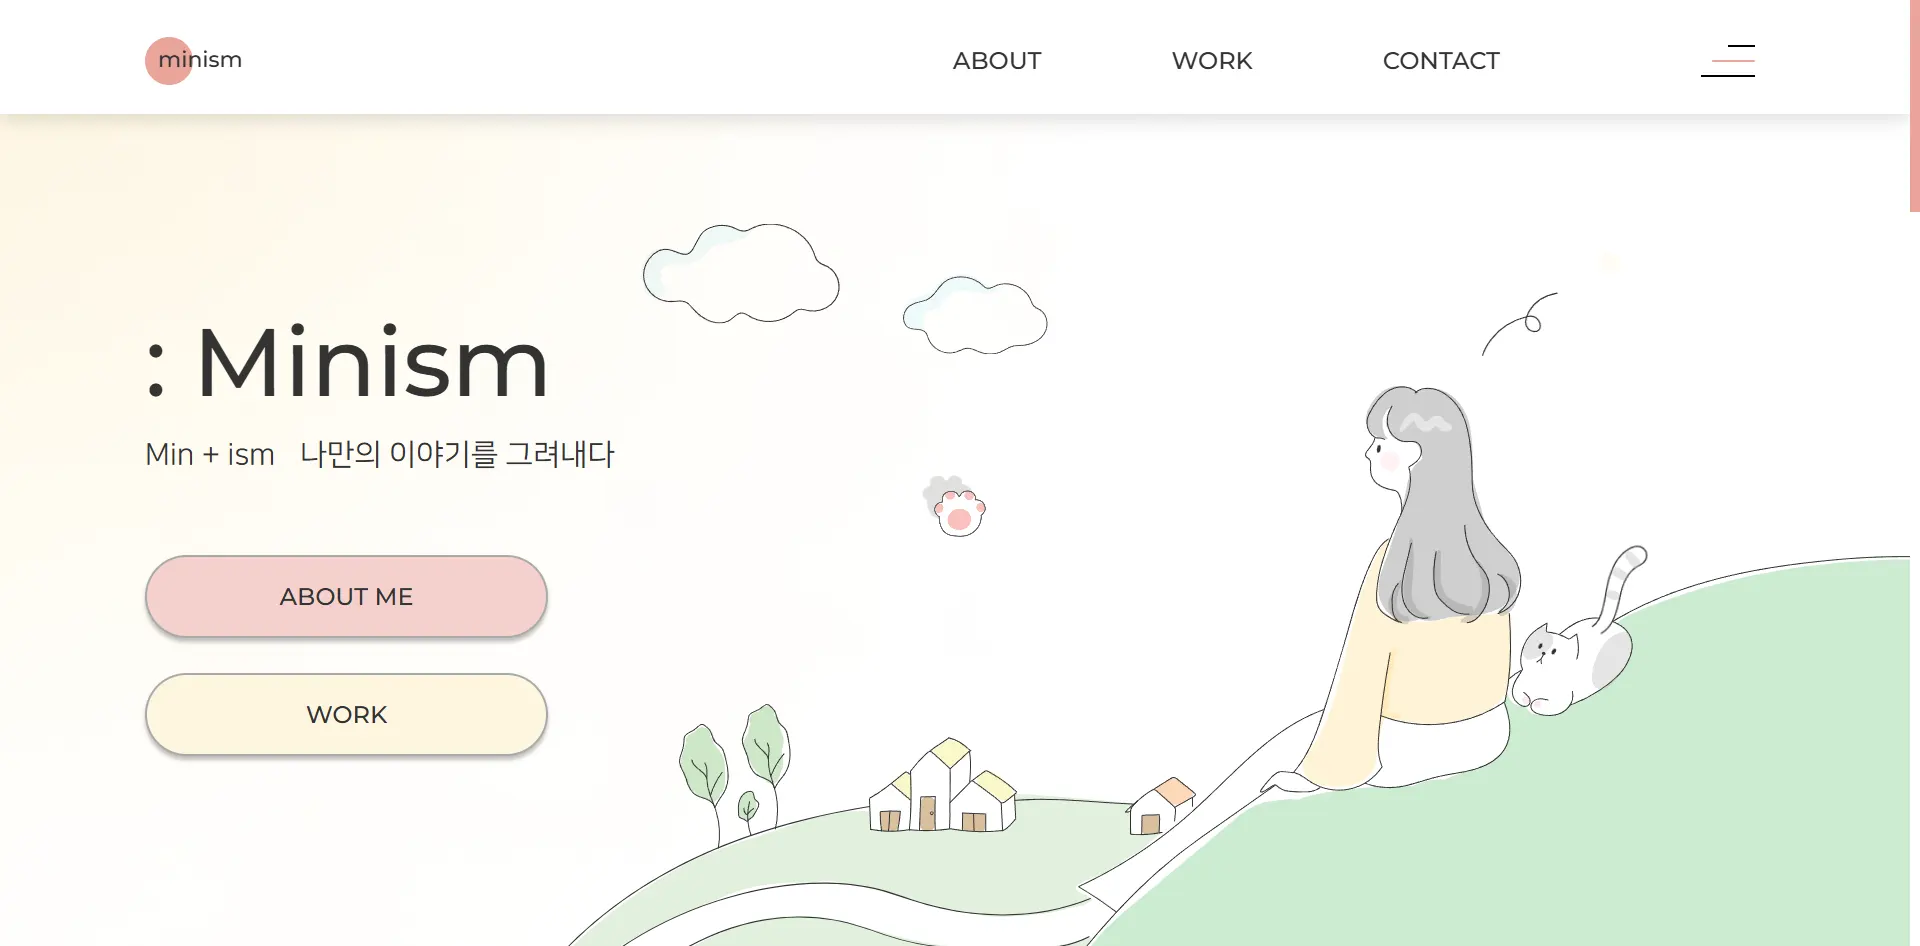 minism
ABOUT
WORK
CONTACT
: Minism
Min + ism 나만의 이야기를 그려내다
ABOUT ME
WORK